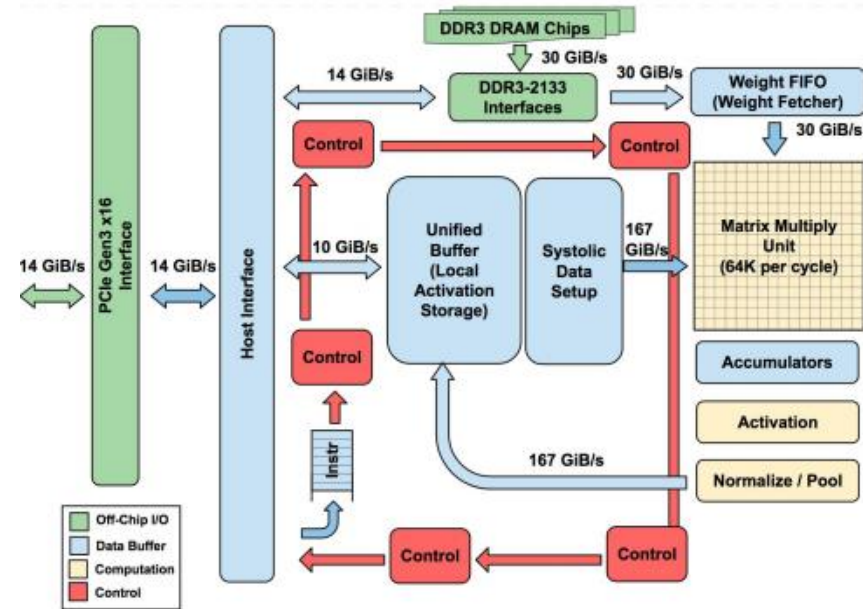 DDR3 DRAM Chips
30 GiB/s
14 GiB/s
DDR3-2133
Interfaces
30 GiB/s
Weight FIFO
(Weight Fetcher)
30 GiB/s
Control
Control
PCIe Gen3 x16
Interface
Host Interface
14 GiB/s
14 GiB/s
10 GiB/s
Unified
Buffer
(Local
Activation
Storage)
Systolic
Data
Setup
167
GiB/s
Matrix Multiply
Unit
(64K per cycle)
Control
Accumulators
Activation
Instr
167 GiB/s
Normalize / Pool
Off-Chip I/O
Data Buffer
Computation
Control
Control
Control